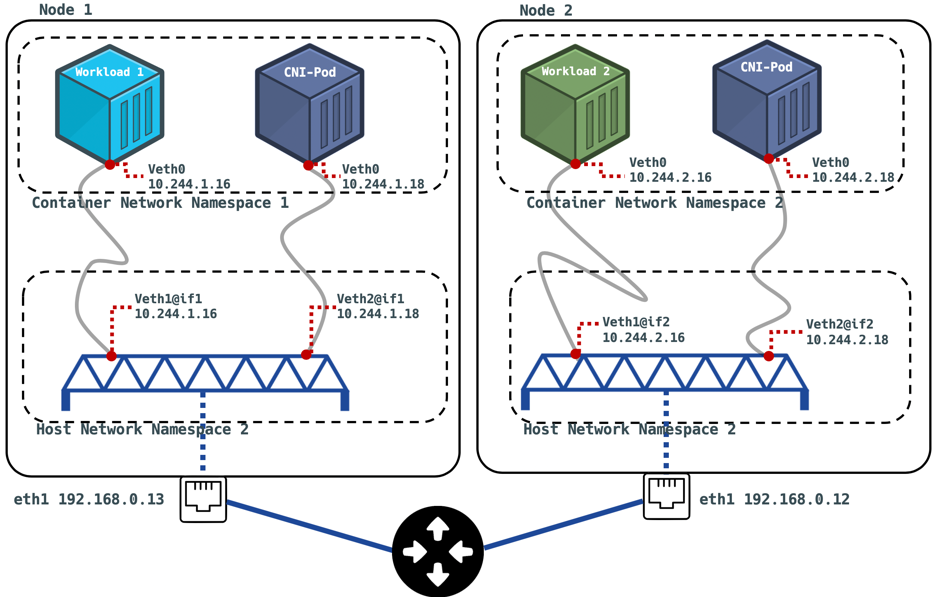 Node 1
Workload 1
CNI-Pod
Veth0
10.244.1.16
Veth0
10.244.1.18
Container Network Namespace 1
Veth1@if1
10.244.1.16
Veth2@if1
10.244.1.18
Host Network Namespace 2
eth1 192.168.0.13
Node 2
Workload 2
CNI-Pod
Veth0
10.244.2.16
Veth0
10.244.2.18
Container Network Namespace 2
Veth1@if2
10.244.2.16
Veth2@if2
10.244.2.18
Host Network Namespace 2
eth1 192.168.0.12